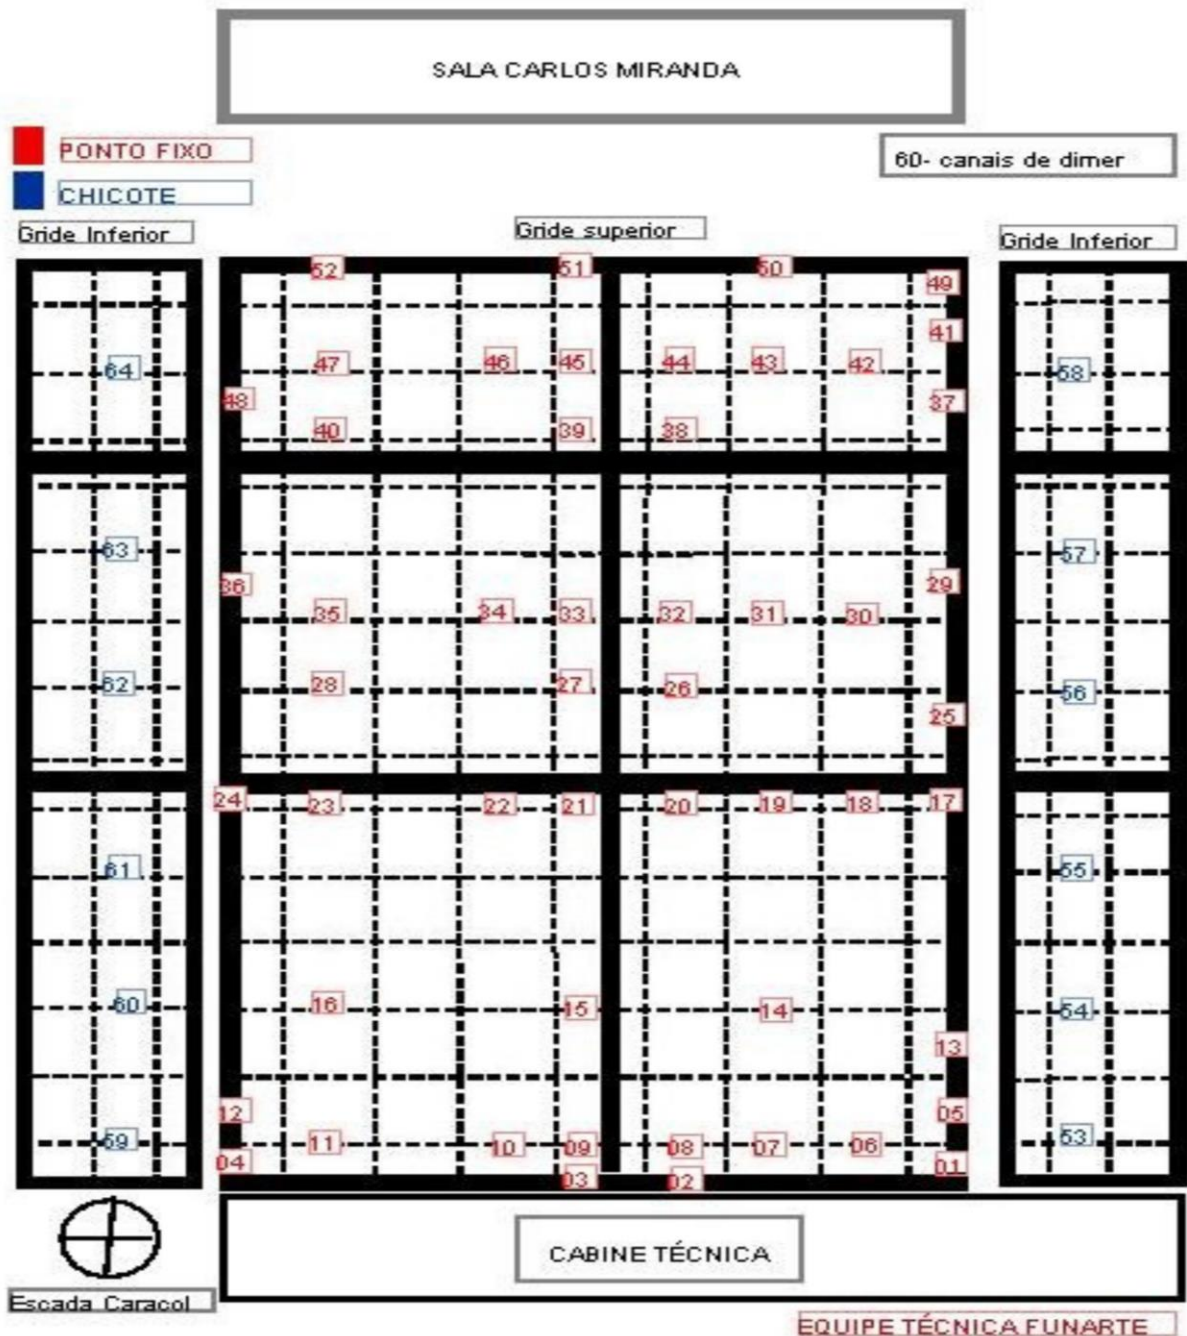 SALA CARLOS MIRANDA
PONTO FIXO
60- canais de dimer
CHICOTE
Gride Inferior
Gride superior
Gride Inferior
52 51 50 49
41
64 47 46 45 44 43 42 58
48 37
40 39 38
63 57
36 29
35 34 33 32 31 30
62 28 27 26 56
25
24 23 22 21 20 19 18 17
61 55
60 16 15 14 54
13
12 05
59 11 10 09 08 07 06 53
04 01
03 02
CABINE TÉCNICA
Escada Caracol
EQUIPE TÉCNICA FUNARTE